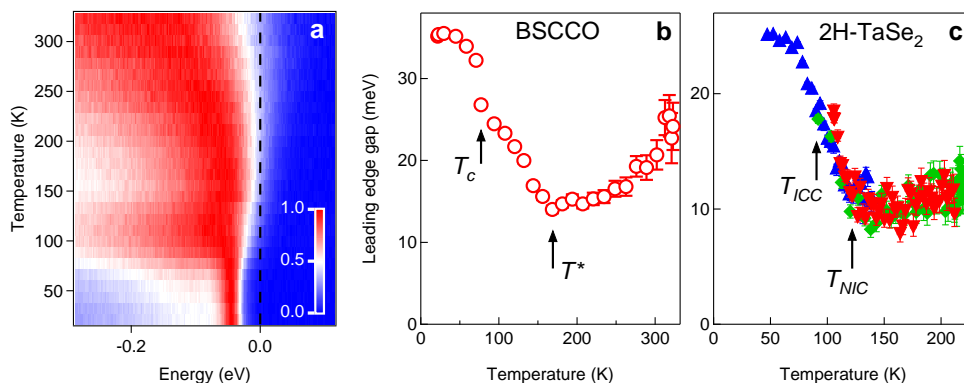 a
Temperature (K)
300
250
200
150
100
50
1.0
0.5
0.0
-0.2
0.0
Energy (eV)
BSCCO
b
Leading edge gap (meV)
30
20
10
0
Tc
T*
0
100
200
300
Temperature (K)
2H-TaSe2
c
20
10
0
TICC
TNIC
0
50
100
150
200
Temperature (K)